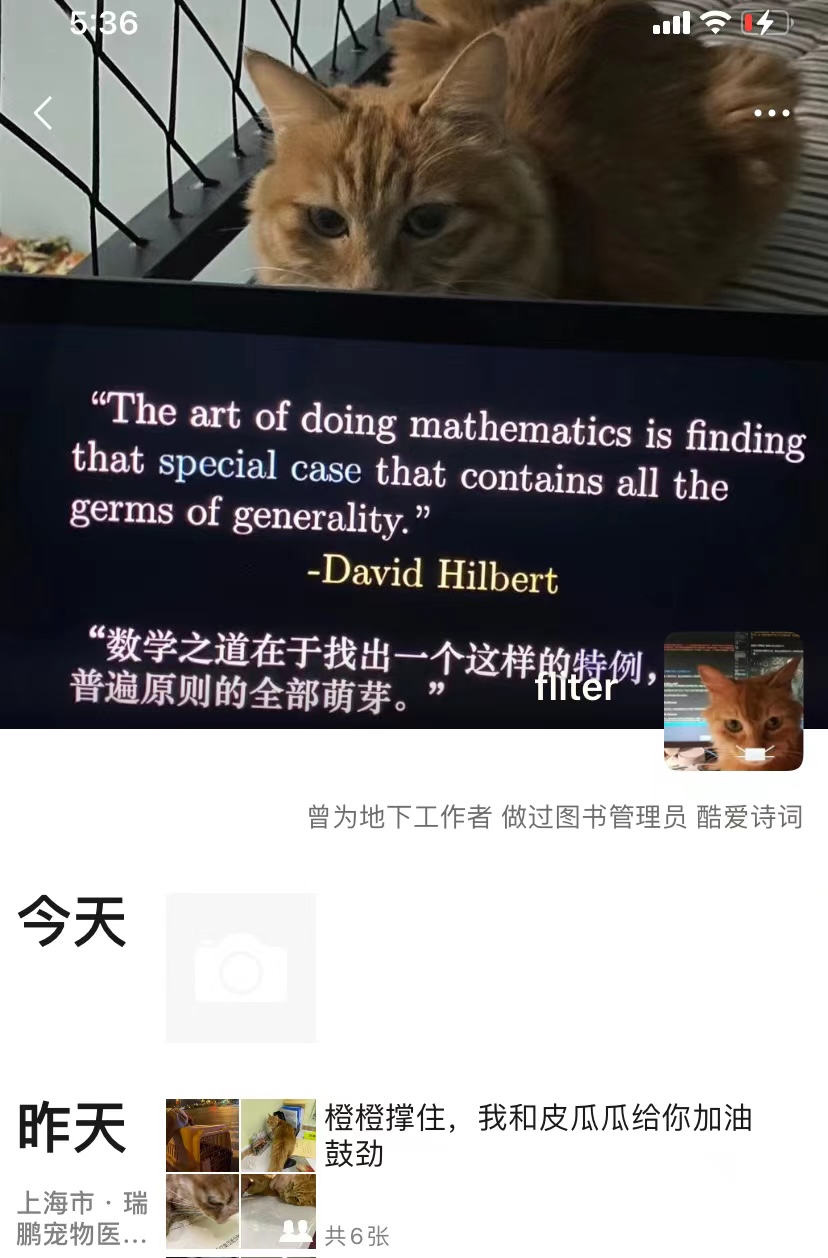 5:36
“The art of doing mathematics is finding
that special case that contains all the
germs of generality.”
-David Hilbert
“数学之道在于找出一个这样的特例，
普遍原则的全部萌芽。”
fliter
曾为地下工作者 做过图书管理员 酷爱诗词
今天
昨天
橙橙撑住，我和皮瓜瓜给你加油
鼓劲
上海市 · 瑞
鹏宠物医...
共6张